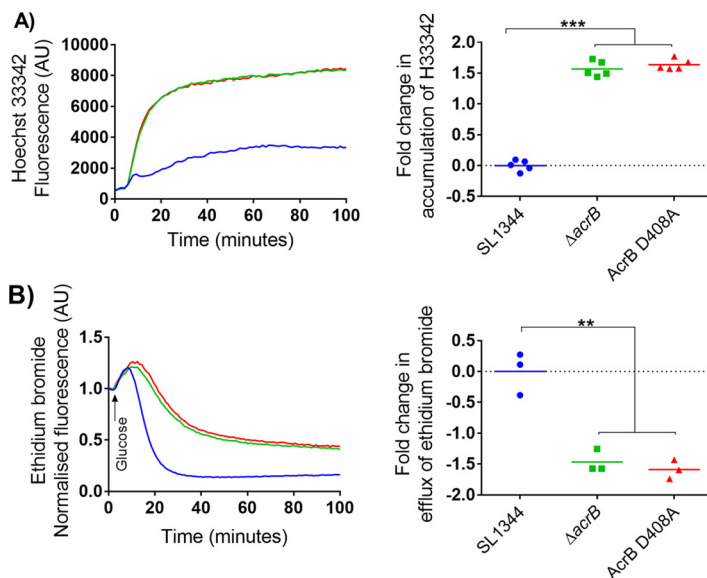 A)
Hoechst 33342
Fluorescence (AU)
10000
8000
6000
4000
2000
0
0 20 40 60 80 100
Time (minutes)
Fold change in
accumulation of H33342
***
2.0
1.5
1.0
0.5
0.0
-0.5
SL1344
ΔacrB
AcrB D408A
B)
Ethidium bromide
Normalised fluorescence (AU)
1.5
1.0
0.5
0.0
Glucose
0 20 40 60 80 100
Time (minutes)
Fold change in
efflux of ethidium bromide
**
0.5
0.0
-0.5
-1.0
-1.5
-2.0
SL1344
ΔacrB
AcrB D408A